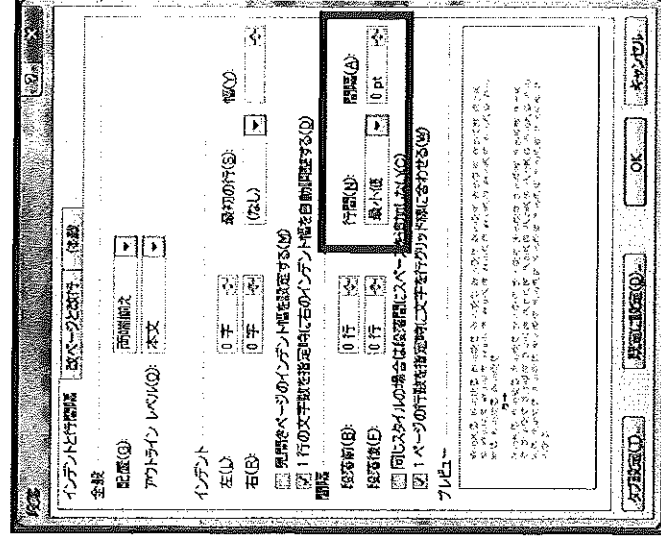 段落
インデントと行間隔 改ページと改行 体裁
全般
配置(G): 両端揃え
アウトライン レベル(O): 本文
インデント
左(L): 0 字 最初の行(S): 幅(Y):
右(R): 0 字 (なし)
見開きページのインデント幅を設定する(M)
1 行の文字数を指定時に右のインデント幅を自動調整する(D)
間隔
段落前(B): 0 行 行間(N): 間隔(A):
段落後(F): 0 行 最小値 0 pt
同じスタイルの場合は段落間にスペースを追加しない(C)
1 ページの行数を指定時に文字を行グリッド線に合わせる(W)
プレビュー
タブ設定(T)... 既定に設定(D)... OK キャンセル